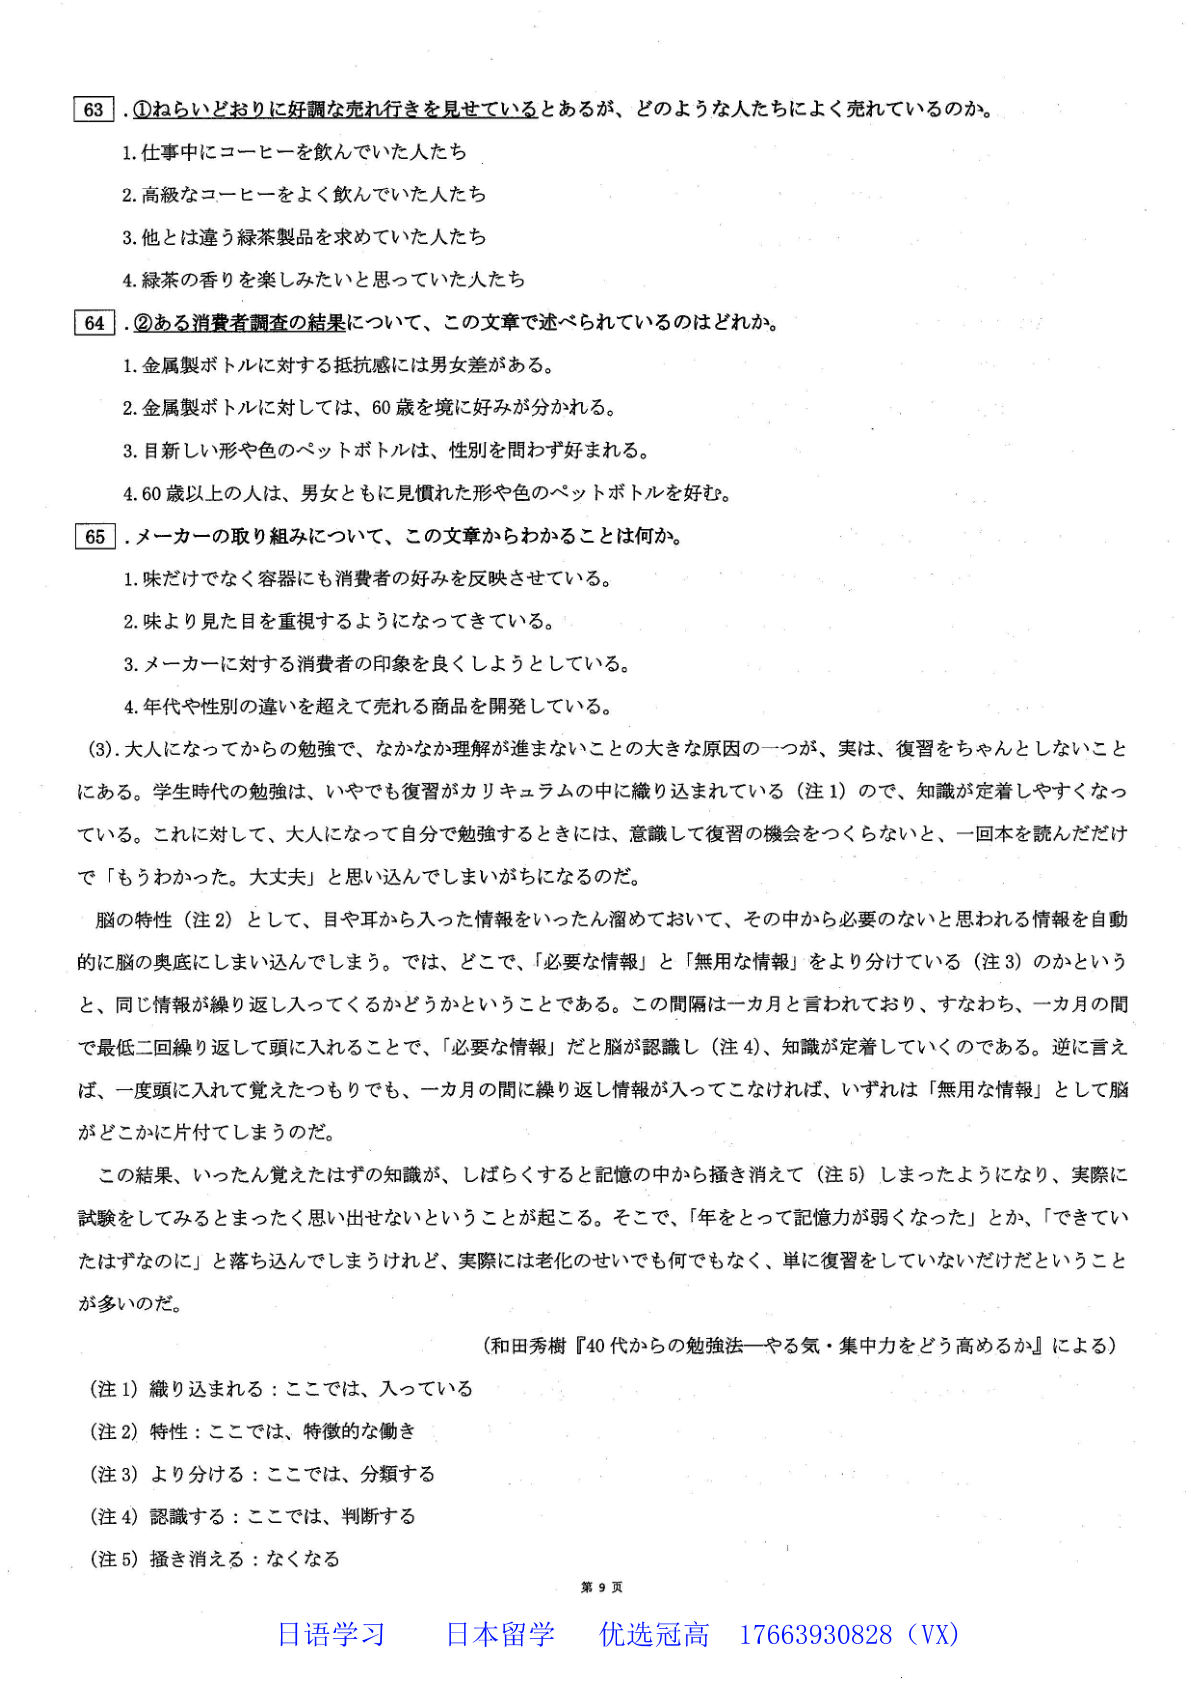 63 .①ねらいどおりに好調な売れ行きを見せているとあるが、どのような人たちによく売れているのか。
1.仕事中にコーヒーを飲んでいた人たち
2.高級なコーヒーをよく飲んでいた人たち
3.他とは違う緑茶製品を求めていた人たち
4.緑茶の香りを楽しみたいと思っていた人たち
64 .②ある消費者調査の結果について、この文章で述べられているのはどれか。
1.金属製ボトルに対する抵抗感には男女差がある。
2.金属製ボトルに対しては、60歳を境に好みが分かれる。
3.目新しい形や色のペットボトルは、性別を問わず好まれる。
4.60歳以上の人は、男女ともに見慣れた形や色のペットボトルを好む。
65 .メーカーの取り組みについて、この文章からわかることは何か。
1.味だけでなく容器にも消費者の好みを反映させている。
2.味より見た目を重視するようになってきている。
3.メーカーに対する消費者の印象を良くしようとしている。
4.年代や性別の違いを超えて売れる商品を開発している。
(3).大人になってからの勉強で、なかなか理解が進まないことの大きな原因の一つが、実は、復習をちゃんとしないこと
にある。学生時代の勉強は、いやでも復習がカリキュラムの中に織り込まれている（注1）ので、知識が定着しやすくなっ
ている。これに対して、大人になって自分で勉強するときには、意識して復習の機会をつくらないと、一回本を読んだだけ
で「もうわかった。大丈夫」と思い込んでしまいがちになるのだ。
脳の特性（注2）として、目や耳から入った情報をいったん溜めておいて、その中から必要のないと思われる情報を自動
的に脳の奥底にしまい込んでしまう。では、どこで、「必要な情報」と「無用な情報」をより分けている（注3）のかという
と、同じ情報が繰り返し入ってくるかどうかということである。この間隔は一カ月と言われており、すなわち、一カ月の間
で最低二回繰り返して頭に入れることで、「必要な情報」だと脳が認識し（注4）、知識が定着していくのである。逆に言え
ば、一度頭に入れて覚えたつもりでも、一カ月の間に繰り返し情報が入ってこなければ、いずれは「無用な情報」として脳
がどこかに片付てしまうのだ。
この結果、いったん覚えたはずの知識が、しばらくすると記憶の中から掻き消えて（注5）しまったようになり、実際に
試験をしてみるとまったく思い出せないということが起こる。そこで、「年をとって記憶力が弱くなった」とか、「できてい
たはずなのに」と落ち込んでしまうけれど、実際には老化のせいでも何でもなく、単に復習をしていないだけだということ
が多いのだ。
（和田秀樹『40代からの勉強法―やる気・集中力をどう高めるか』による）
（注1）織り込まれる：ここでは、入っている
（注2）特性：ここでは、特徴的な働き
（注3）より分ける：ここでは、分類する
（注4）認識する：ここでは、判断する
（注5）掻き消える：なくなる
第 9 页
日语学习 日本留学 优选冠高 17663930828（VX）